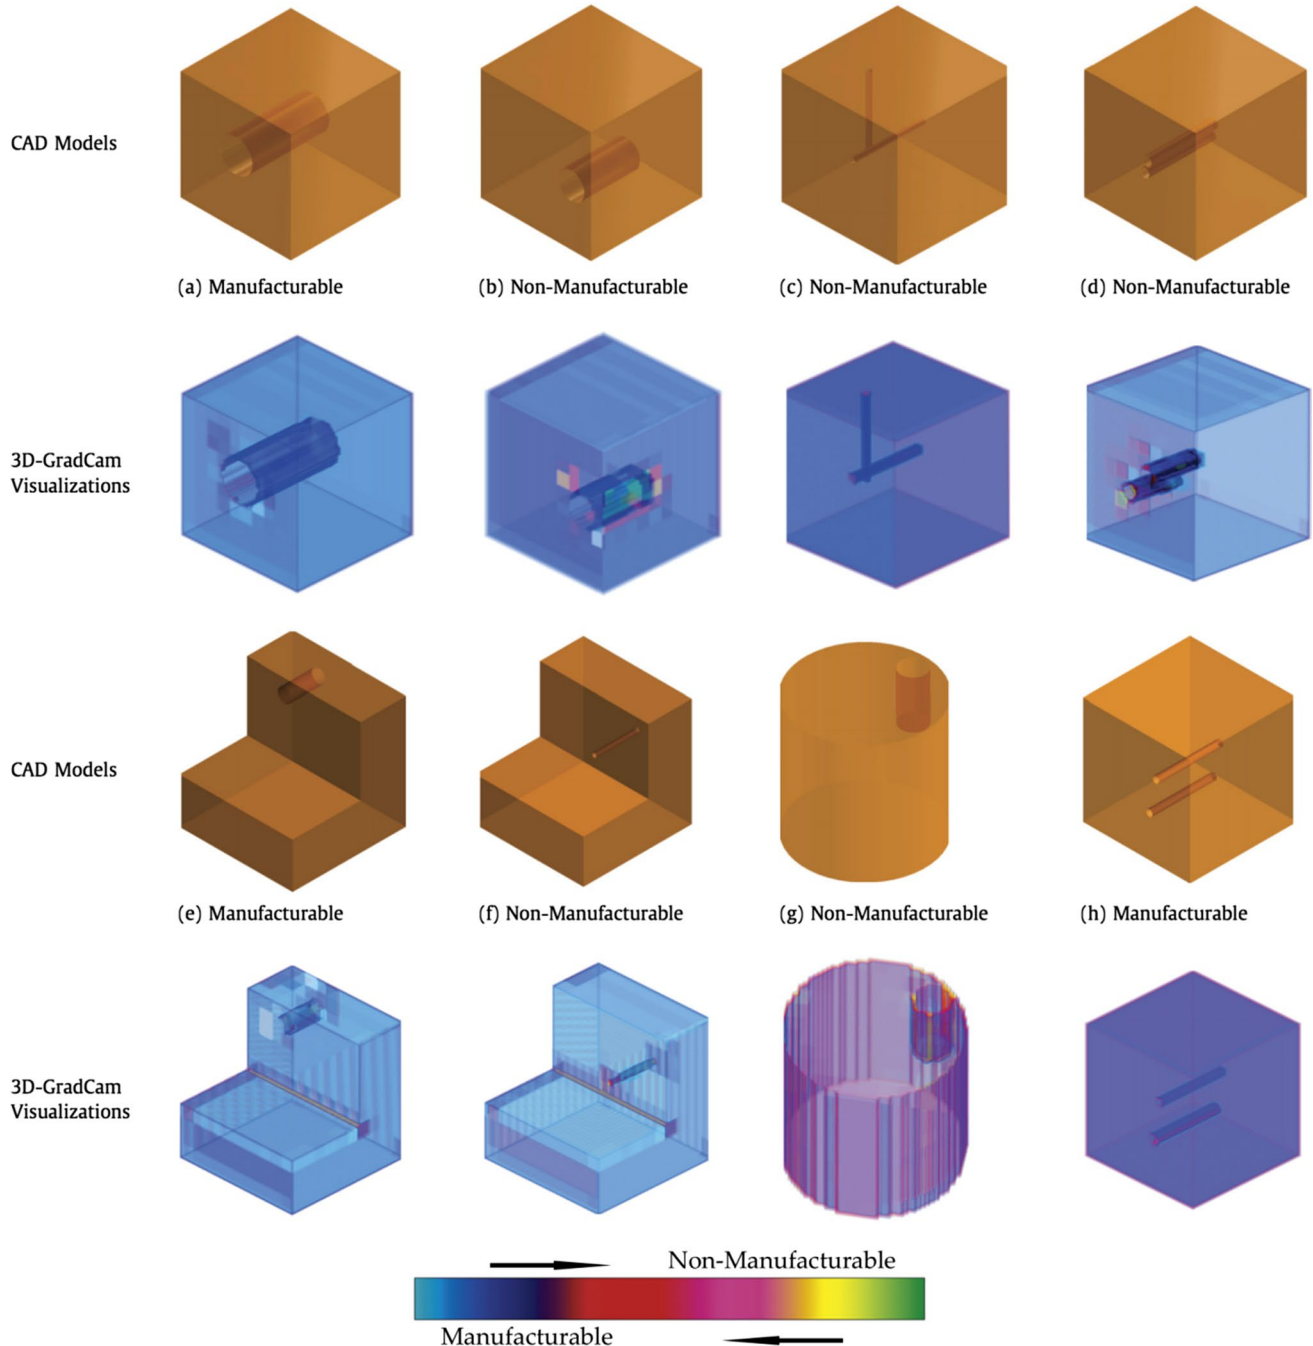 CAD Models
(a) Manufacturable
(b) Non-Manufacturable
(c) Non-Manufacturable
(d) Non-Manufacturable
3D-GradCam
Visualizations
CAD Models
(e) Manufacturable
(f) Non-Manufacturable
(g) Non-Manufacturable
(h) Manufacturable
3D-GradCam
Visualizations
Non-Manufacturable
Manufacturable